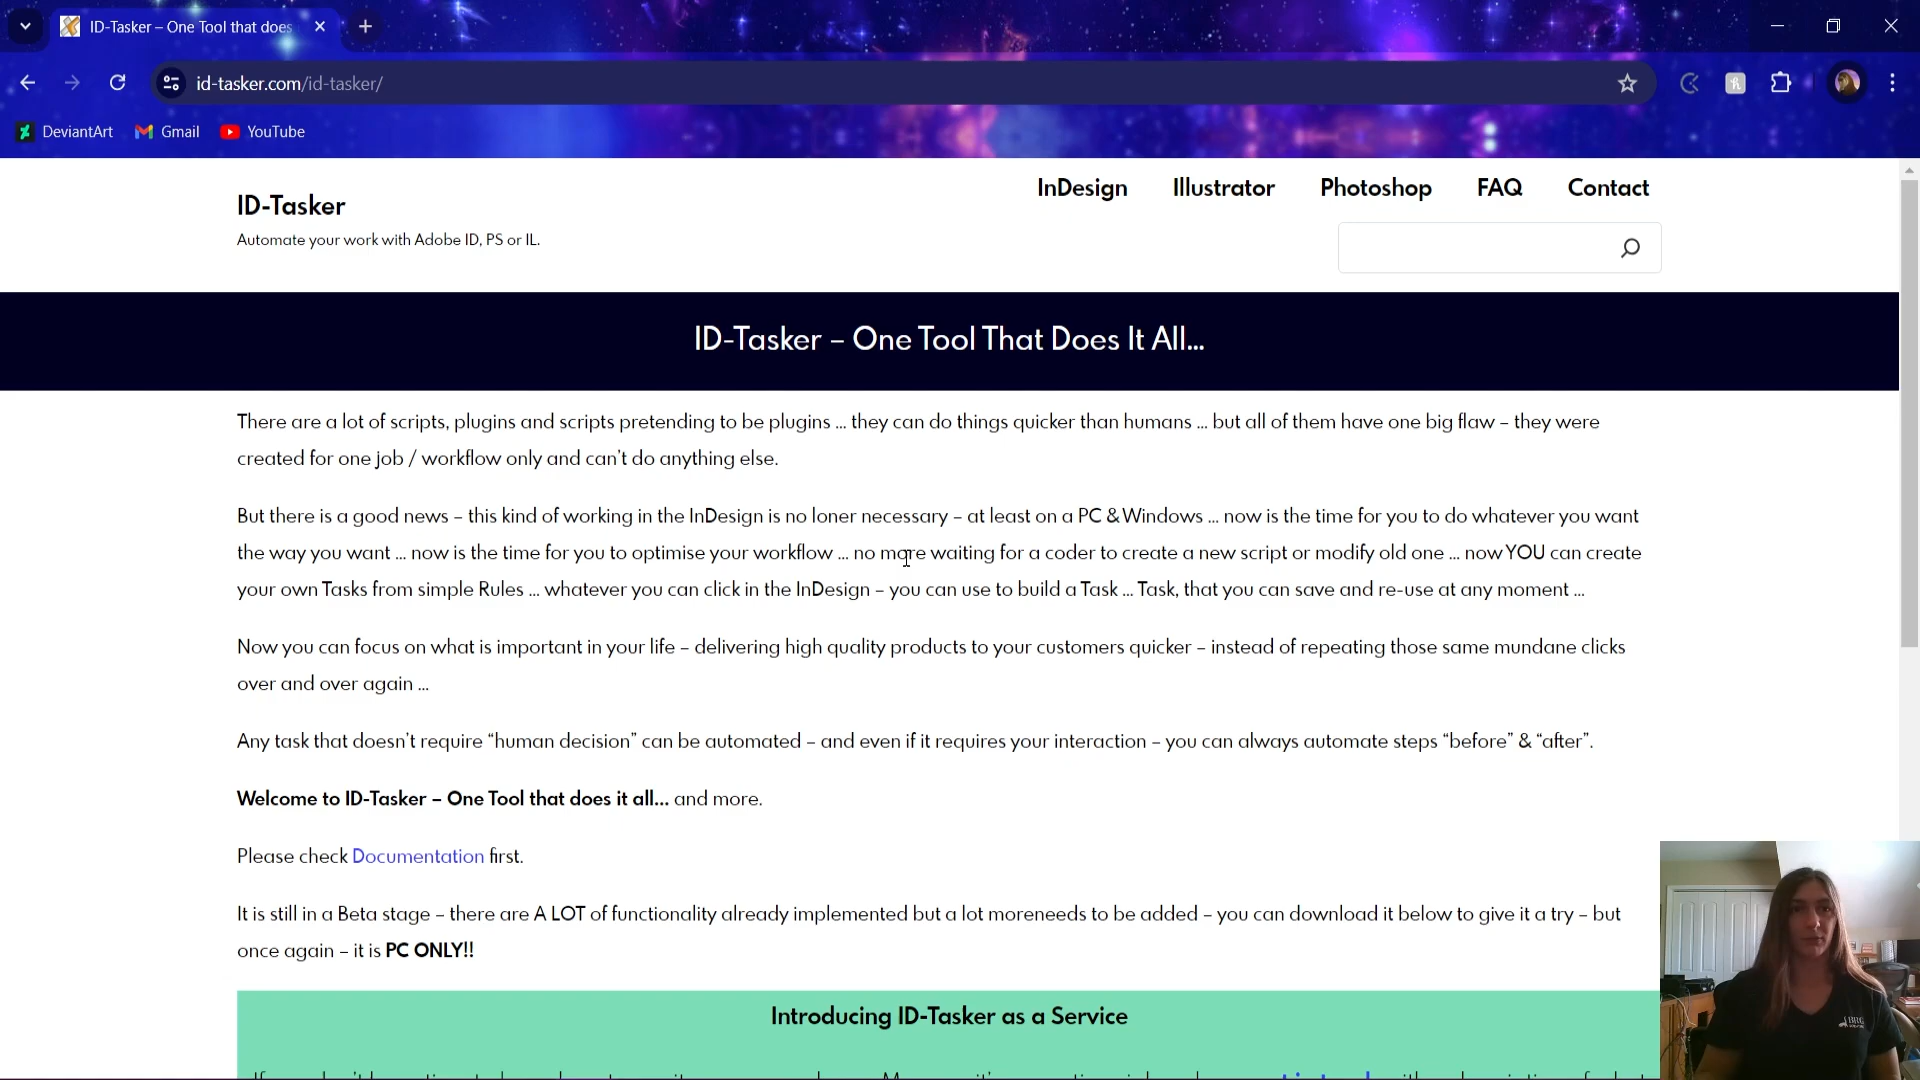 ID-Tasker – One Tool that does
id-tasker.com/id-tasker/
DeviantArt
Gmail
YouTube
ID-Tasker
Automate your work with Adobe ID, PS or IL.
InDesign
Illustrator
Photoshop
FAQ
Contact
ID-Tasker – One Tool That Does It All...
There are a lot of scripts, plugins and scripts pretending to be plugins ... they can do things quicker than humans ... but all of them have one big flaw – they were
created for one job / workflow only and can't do anything else.
But there is a good news – this kind of working in the InDesign is no loner necessary – at least on a PC & Windows ... now is the time for you to do whatever you want
the way you want ... now is the time for you to optimise your workflow ... no more waiting for a coder to create a new script or modify old one ... now YOU can create
your own Tasks from simple Rules ... whatever you can click in the InDesign – you can use to build a Task ... Task, that you can save and re-use at any moment ...
Now you can focus on what is important in your life – delivering high quality products to your customers quicker – instead of repeating those same mundane clicks
over and over again ...
Any task that doesn't require “human decision” can be automated – and even if it requires your interaction – you can always automate steps “before” & “after”.
Welcome to ID-Tasker – One Tool that does it all... and more.
Please check Documentation first.
It is still in a Beta stage – there are A LOT of functionality already implemented but a lot moreneeds to be added – you can download it below to give it a try – but
once again – it is PC ONLY!!
Introducing ID-Tasker as a Service